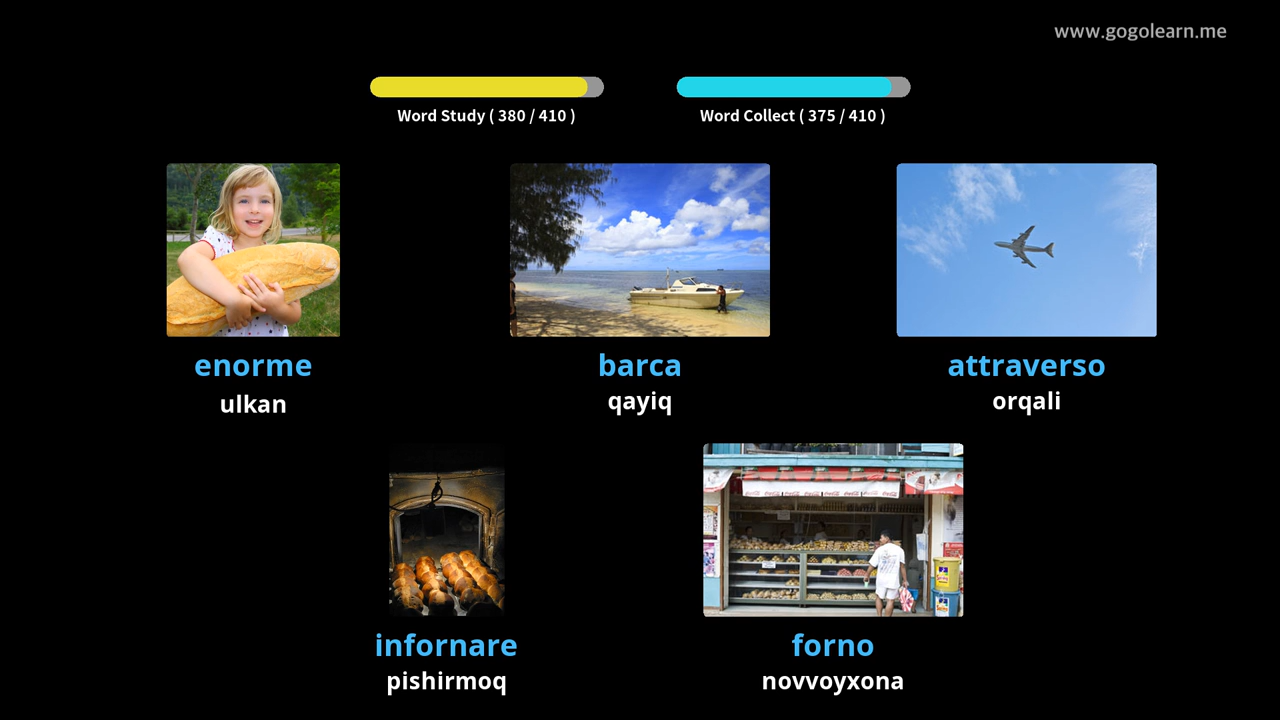 www.gogolearn.me
Word Study ( 380 / 410 )
Word Collect ( 375 / 410 )
enorme
ulkan
barca
qayiq
attraverso
orqali
infornare
pishirmoq
forno
novvoyxona